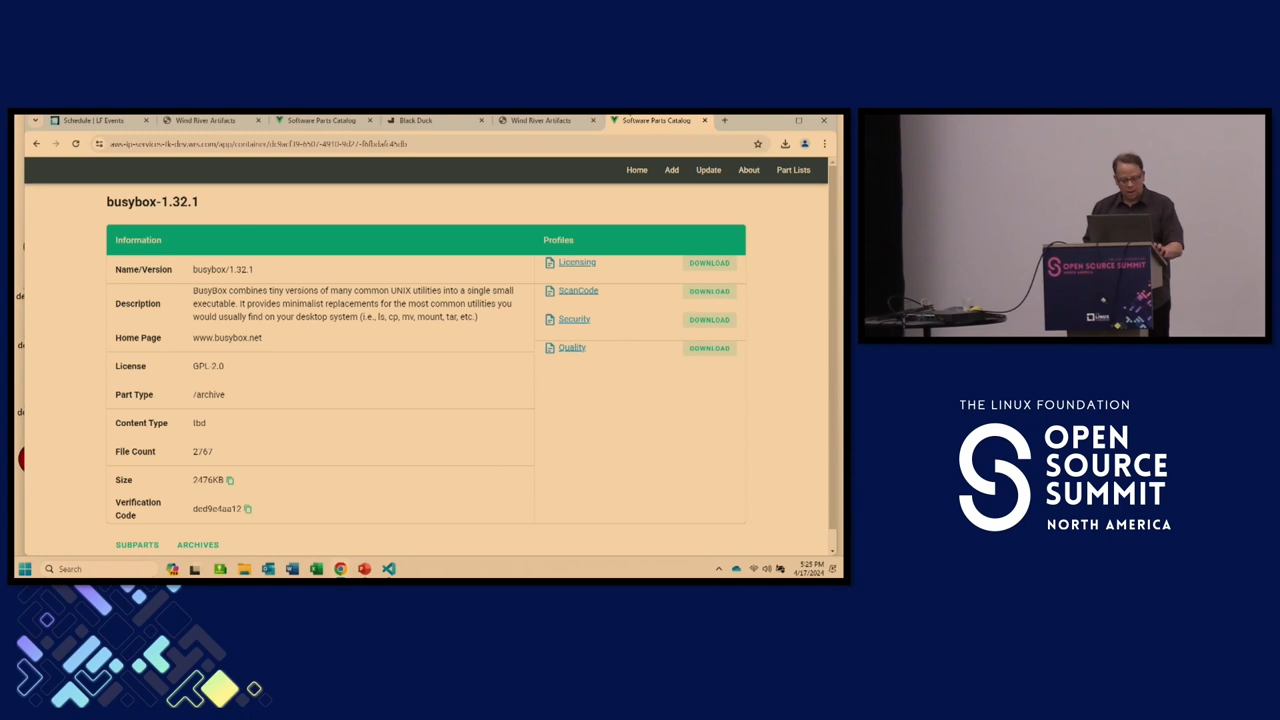 Schedule | LF Events
Wind River Artifacts
Software Parts Catalog
Black Duck
Wind River Artifacts
Software Parts Catalog
Home
Add
Update
About
Part Lists
busybox-1.32.1
Information
Profiles
Name/Version
busybox/1.32.1
Licensing
DOWNLOAD
Description
BusyBox combines tiny versions of many common UNIX utilities into a single small
executable. It provides minimalist replacements for the most common utilities you
would usually find on your desktop system (i.e., ls, cp, mv, mount, tar, etc.)
ScanCode
DOWNLOAD
Security
DOWNLOAD
Home Page
www.busybox.net
Quality
DOWNLOAD
License
GPL-2.0
Part Type
/archive
Content Type
File Count
2767
Size
2476KB
Verification
Code
ded9e4aa12
SUBPARTS
ARCHIVES
Search
5:25 PM
4/17/2024
OPEN SOURCE SUMMIT
THE LINUX FOUNDATION
OPEN
SOURCE
SUMMIT
NORTH AMERICA